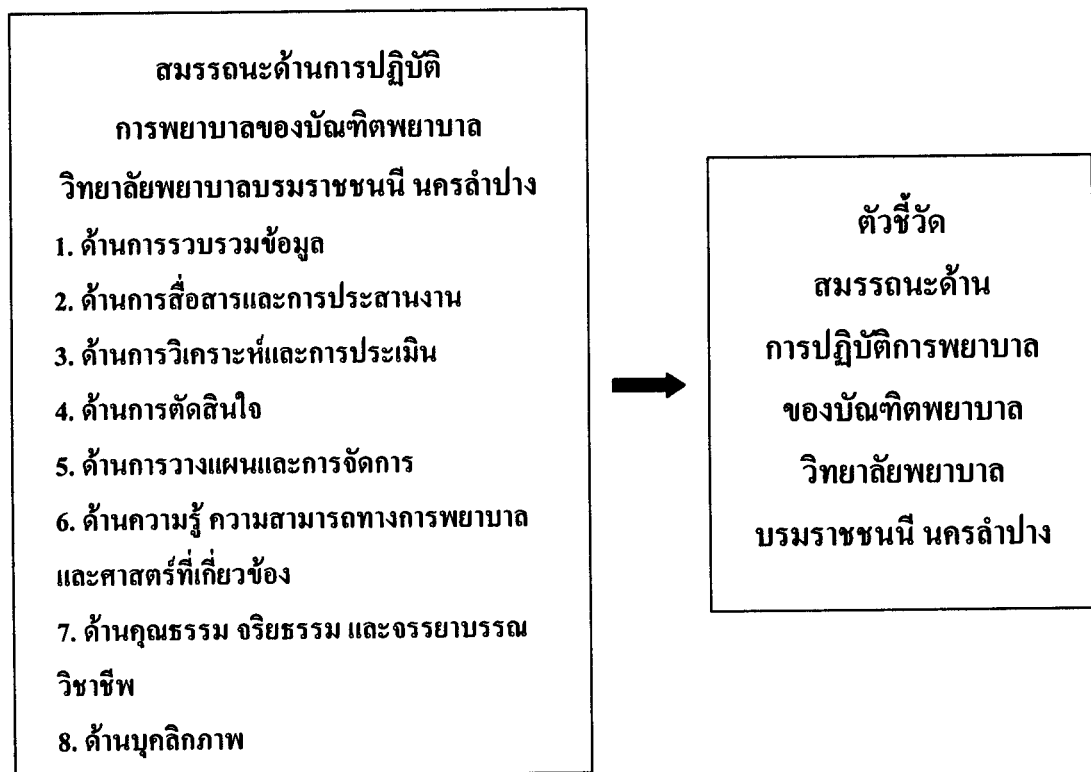 สมรรถนะด้านการปฏิบัติ
การพยาบาลของบัณฑิตพยาบาล
วิทยาลัยพยาบาลบรมราชชนนี นครลำปาง
1. ด้านการรวบรวมข้อมูล
2. ด้านการสื่อสารและการประสานงาน
3. ด้านการวิเคราะห์และการประเมิน
4. ด้านการตัดสินใจ
5. ด้านการวางแผนและการจัดการ
6. ด้านความรู้ ความสามารถทางการพยาบาล
และศาสตร์ที่เกี่ยวข้อง
7. ด้านคุณธรรม จริยธรรม และจรรยาบรรณ
วิชาชีพ
8. ด้านบุคลิกภาพ
ตัวชี้วัด
สมรรถนะด้าน
การปฏิบัติการพยาบาล
ของบัณฑิตพยาบาล
วิทยาลัยพยาบาล
บรมราชชนนี นครลำปาง